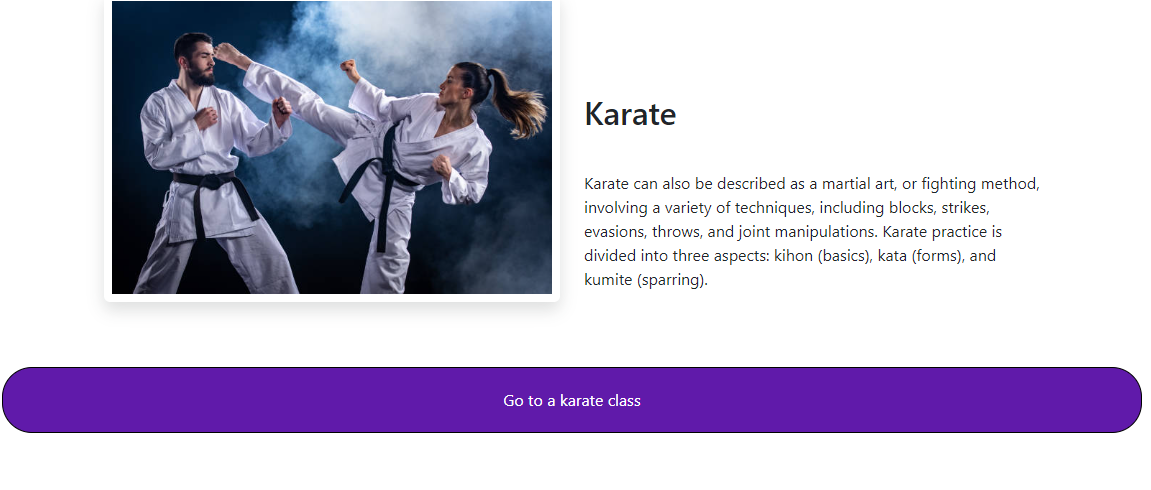 Karate
Karate can also be described as a martial art, or fighting method,
involving a variety of techniques, including blocks, strikes,
evasions, throws, and joint manipulations. Karate practice is
divided into three aspects: kihon (basics), kata (forms), and
kumite (sparring).
Go to a karate class